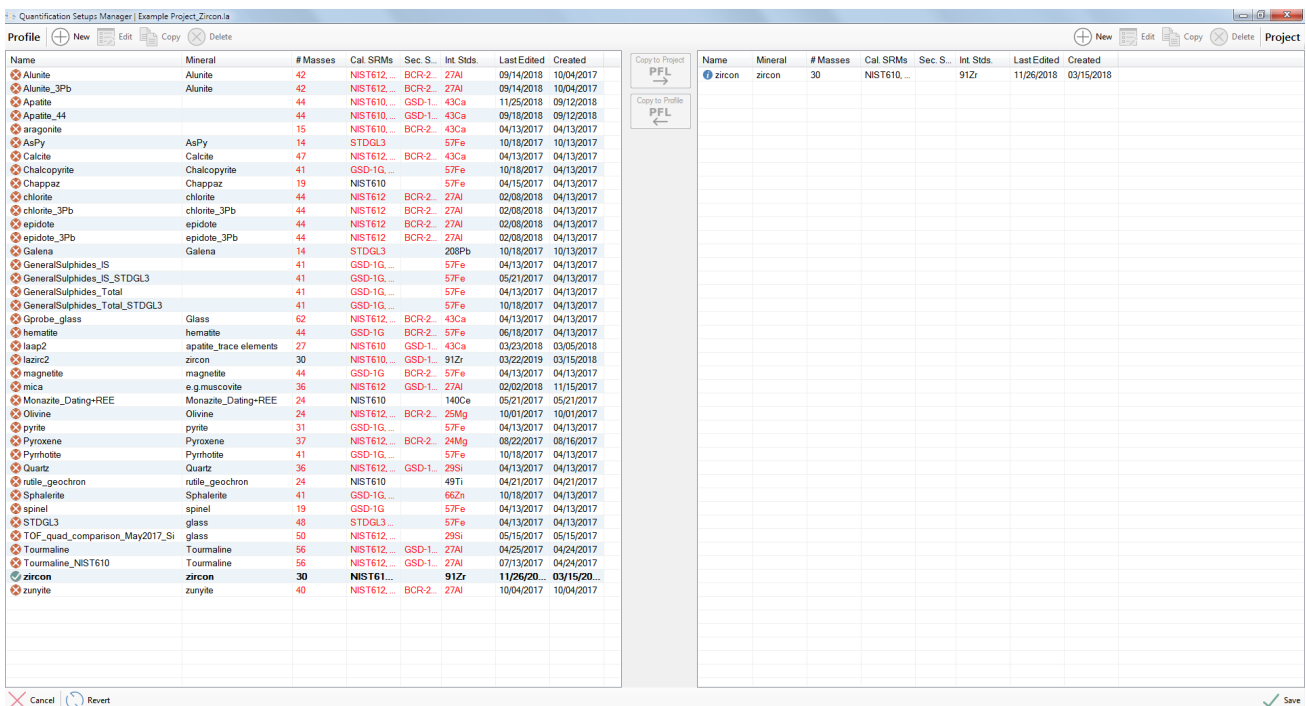 Quantification Setups Manager | Example Project_Zircon.la
Profile New Edit Copy Delete
New Edit Copy Delete Project
Name Mineral # Masses Cal. SRMs Sec. S... Int. Stds. Last Edited Created
Alunite Alunite 42 NIST612, ... BCR-2... 27Al 09/14/2018 10/04/2017
Alunite_3Pb Alunite 42 NIST612, ... BCR-2... 27Al 09/14/2018 10/04/2017
Apatite 44 NIST610, ... GSD-1... 43Ca 11/25/2018 09/12/2018
Apatite_44 44 NIST610, ... GSD-1... 43Ca 09/18/2018 09/12/2018
aragonite 15 NIST610, ... BCR-2... 43Ca 04/13/2017 04/13/2017
AsPy AsPy 14 STDGL3 57Fe 10/18/2017 10/13/2017
Calcite Calcite 47 NIST612, ... BCR-2... 43Ca 04/13/2017 04/13/2017
Chalcopyrite Chalcopyrite 41 GSD-1G, ... 57Fe 10/18/2017 04/13/2017
Chappaz Chappaz 19 NIST610 57Fe 04/15/2017 04/13/2017
chlorite chlorite 44 NIST612 BCR-2... 27Al 02/08/2018 04/13/2017
chlorite_3Pb chlorite_3Pb 44 NIST612 BCR-2... 27Al 02/08/2018 04/13/2017
epidote epidote 44 NIST612 BCR-2... 27Al 02/08/2018 04/13/2017
epidote_3Pb epidote_3Pb 44 NIST612 BCR-2... 27Al 02/08/2018 04/13/2017
Galena Galena 14 STDGL3 208Pb 10/18/2017 10/13/2017
GeneralSulphides_IS 41 GSD-1G, ... 57Fe 04/13/2017 04/13/2017
GeneralSulphides_IS_STDGL3 41 GSD-1G, ... 57Fe 05/21/2017 04/13/2017
GeneralSulphides_Total 41 GSD-1G, ... 57Fe 04/13/2017 04/13/2017
GeneralSulphides_Total_STDGL3 41 GSD-1G, ... 57Fe 10/18/2017 04/13/2017
Gprobe_glass Glass 62 NIST612, ... BCR-2... 43Ca 04/13/2017 04/13/2017
hematite hematite 44 GSD-1G BCR-2... 57Fe 06/18/2017 04/13/2017
laap2 apatite_trace elements 27 NIST610 GSD-1... 43Ca 03/23/2018 03/05/2018
lazirc2 zircon 30 NIST610, ... GSD-1... 91Zr 03/22/2019 03/15/2018
magnetite magnetite 44 GSD-1G BCR-2... 57Fe 04/13/2017 04/13/2017
mica e.g.muscovite 36 NIST612 GSD-1... 27Al 02/02/2018 11/15/2017
Monazite_Dating+REE Monazite_Dating+REE 24 NIST610 140Ce 05/21/2017 05/21/2017
Olivine Olivine 24 NIST612, ... BCR-2... 25Mg 10/01/2017 10/01/2017
pyrite pyrite 31 GSD-1G, ... 57Fe 04/13/2017 04/13/2017
Pyroxene Pyroxene 37 NIST612, ... BCR-2... 24Mg 08/22/2017 08/16/2017
Pyrrhotite Pyrrhotite 41 GSD-1G, ... 57Fe 10/18/2017 04/13/2017
Quartz Quartz 36 NIST612, ... GSD-1... 29Si 04/13/2017 04/13/2017
rutile_geochron rutile_geochron 24 NIST610 49Ti 04/21/2017 04/21/2017
Sphalerite Sphalerite 41 GSD-1G, ... 66Zn 10/18/2017 04/13/2017
spinel spinel 19 GSD-1G 57Fe 04/13/2017 04/13/2017
STDGL3 glass 48 STDGL3... 57Fe 04/13/2017 04/13/2017
TOF_quad_comparison_May2017_Si glass 50 NIST612, ... 29Si 05/15/2017 05/15/2017
Tourmaline Tourmaline 56 NIST612, ... GSD-1... 27Al 04/25/2017 04/24/2017
Tourmaline_NIST610 Tourmaline 56 NIST612, ... GSD-1... 27Al 07/13/2017 04/24/2017
zircon zircon 30 NIST61... 91Zr 11/26/20... 03/15/20...
zunyite zunyite 40 NIST612, ... BCR-2... 27Al 10/04/2017 10/04/2017
Copy to Project
PFL
Copy to Profile
PFL
Name Mineral # Masses Cal. SRMs Sec. S... Int. Stds. Last Edited Created
zircon zircon 30 NIST610, ... 91Zr 11/26/2018 03/15/2018
Cancel Revert
Save